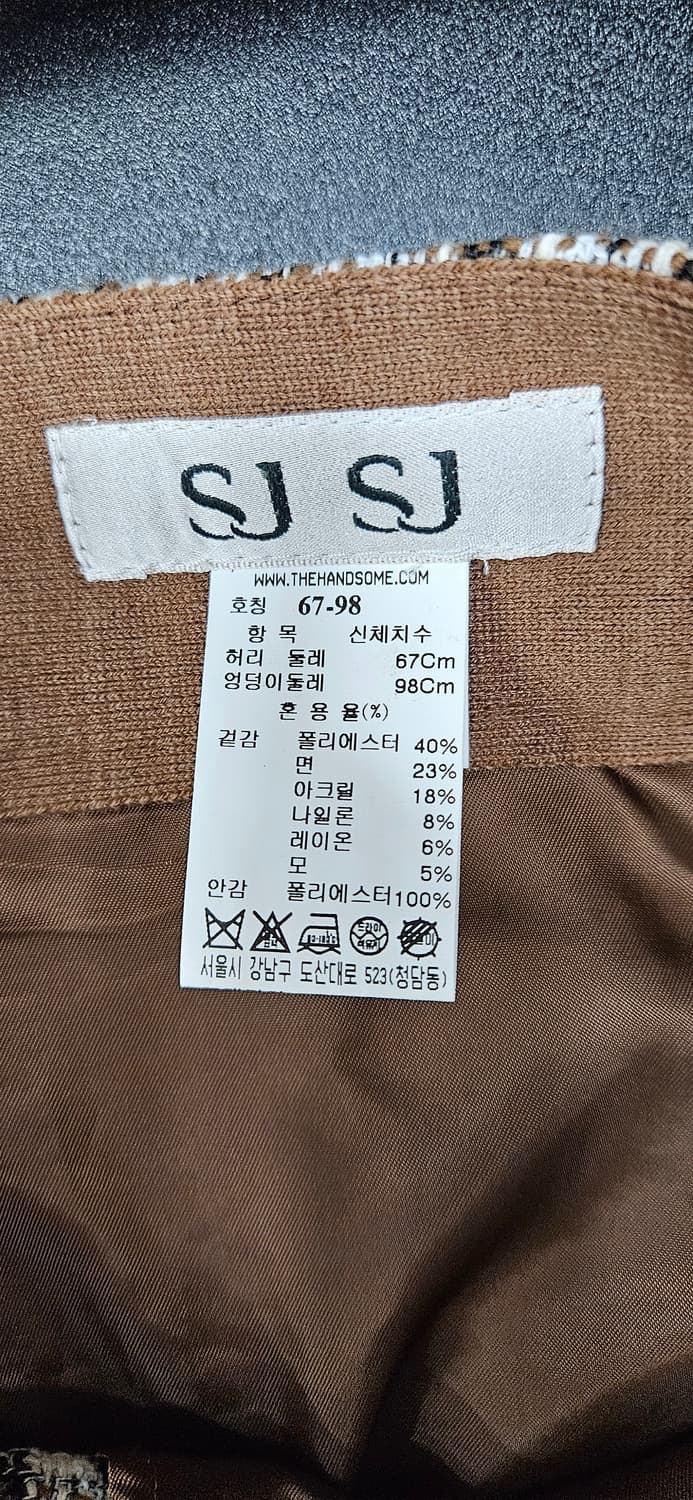 SJ SJ
WWW.THEHANDSOME.COM
호칭 67-98
항 목 신체치수
허리 둘레 67Cm
엉덩이둘레 98Cm
혼 용 율(%)
겉감 폴리에스터 40%
면 23%
아크릴 18%
나일론 8%
레이온 6%
모 5%
안감 폴리에스터100%
드라이
서울시 강남구 도산대로 523(청담동)